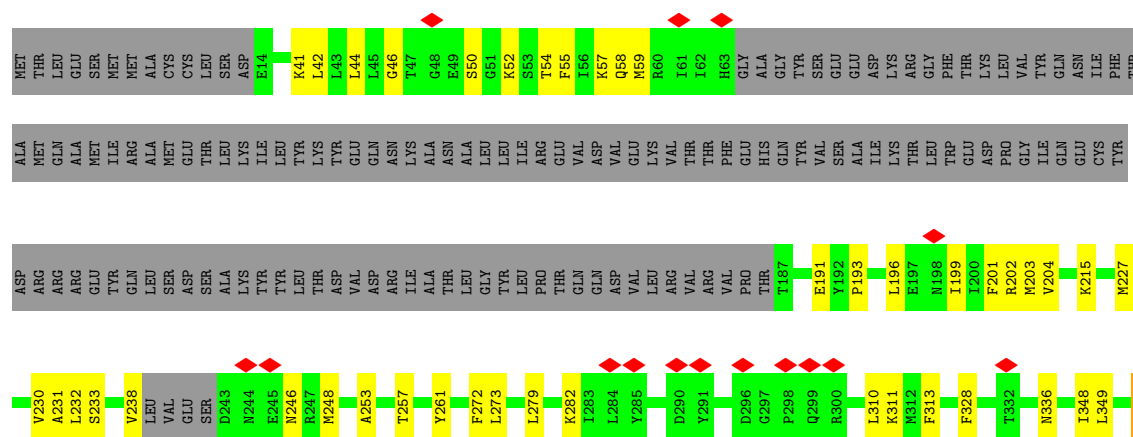 MET THR LEU GLU SER MET MET ALA CYS CYS LEU SER ASP E14 K41 L42 L43 L44 L45 G46 T47 G48 E49 S50 G51 K52 S53 T54 F55 I56 K57 Q58 M59 R60 I61 I62 H63 GLY ALA GLY TYR SER GLU GLU ASP LYS ARG GLY PHE THR LYS LEU VAL TYR GLN ASN ILE PHE THR
ALA MET GLN ALA MET ILE ARG ALA MET GLU THR LEU LYS ILE LEU TYR LYS TYR GLU GLN ASN LYS ALA ASN ALA LEU LEU ILE ARG GLU VAL ASP VAL GLU LYS VAL THR THR PHE GLU HIS GLN TYR VAL SER ALA ILE LYS THR LEU TRP GLU ASP PRO GLY ILE GLN GLU CYS TYR
ASP ARG ARG ARG GLU TYR GLN LEU SER ASP SER ALA LYS TYR TYR LEU THR ASP VAL ASP ARG ILE ALA THR LEU GLY TYR LEU PRO THR GLN GLN ASP VAL LEU ARG VAL ARG VAL PRO THR T187 E191 Y192 P193 L196 E197 N198 I199 I200 F201 R202 M203 V204 K215 M227
V230 A231 L232 S233 V238 LEU VAL GLU SER D243 N244 E245 N246 R247 M248 A253 T257 Y261 F272 L273 L279 K282 I283 L284 Y285 D290 Y291 D296 G297 P298 Q299 R300 L310 K311 M312 F313 F328 T332 N336 I348 L349